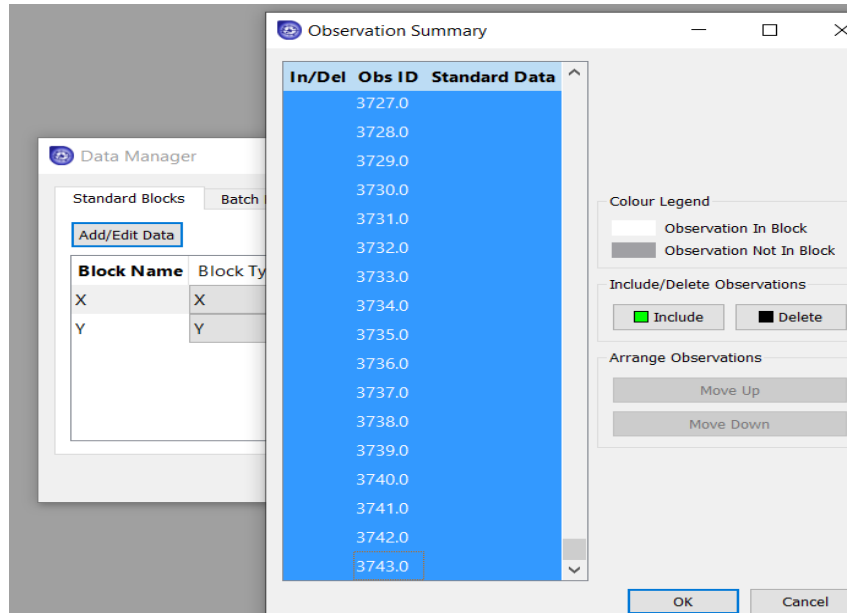 Observation Summary
In/Del Obs ID Standard Data
3727.0
3728.0
3729.0
3730.0
3731.0
3732.0
3733.0
3734.0
3735.0
3736.0
3737.0
3738.0
3739.0
3740.0
3741.0
3742.0
3743.0
Colour Legend
Observation In Block
Observation Not In Block
Include/Delete Observations
Include Delete
Arrange Observations
Move Up
Move Down
OK Cancel
Data Manager
Standard Blocks Batch
Add/Edit Data
Block Name Block Ty
X X
Y Y